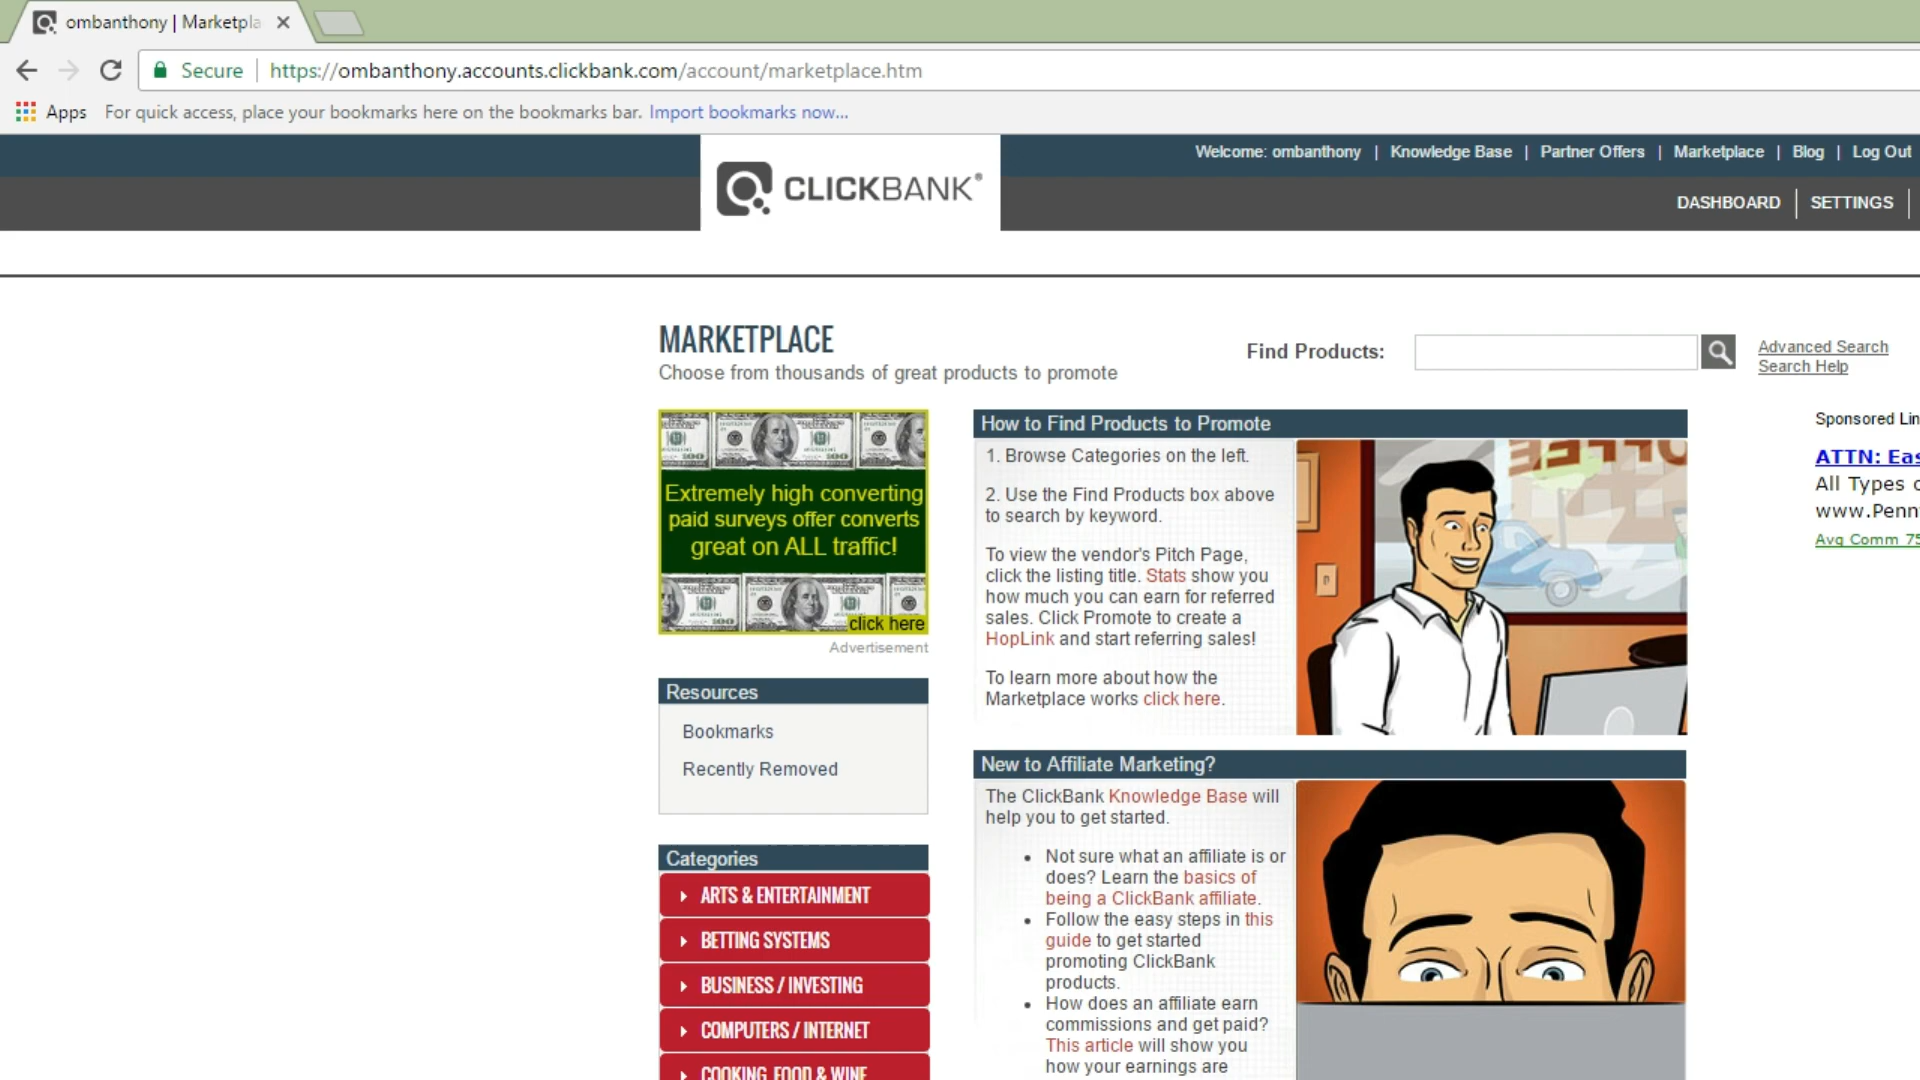 ombanthony | Marketpla
Secure
https://ombanthony.accounts.clickbank.com/account/marketplace.htm
Apps
For quick access, place your bookmarks here on the bookmarks bar. Import bookmarks now...
Welcome: ombanthony | Knowledge Base | Partner Offers | Marketplace | Blog | Log Out
CLICKBANK®
DASHBOARD
SETTINGS
MARKETPLACE
Choose from thousands of great products to promote
Find Products:
Advanced Search
Search Help
Extremely high converting
paid surveys offer converts
great on ALL traffic!
click here
Advertisement
Resources
Bookmarks
Recently Removed
Categories
ARTS & ENTERTAINMENT
BETTING SYSTEMS
BUSINESS / INVESTING
COMPUTERS / INTERNET
COOKING, FOOD & WINE
How to Find Products to Promote
1. Browse Categories on the left.
2. Use the Find Products box above
to search by keyword.
To view the vendor's Pitch Page,
click the listing title. Stats show you
how much you can earn for referred
sales. Click Promote to create a
HopLink and start referring sales!
To learn more about how the
Marketplace works click here.
New to Affiliate Marketing?
The ClickBank Knowledge Base will
help you to get started.
Not sure what an affiliate is or
does? Learn the basics of
being a ClickBank affiliate.
Follow the easy steps in this
guide to get started
promoting ClickBank
products.
How does an affiliate earn
commissions and get paid?
This article will show you
how your earnings are
Sponsored Lin
ATTN: Eas
All Types
www.Penn
Avg Comm 75